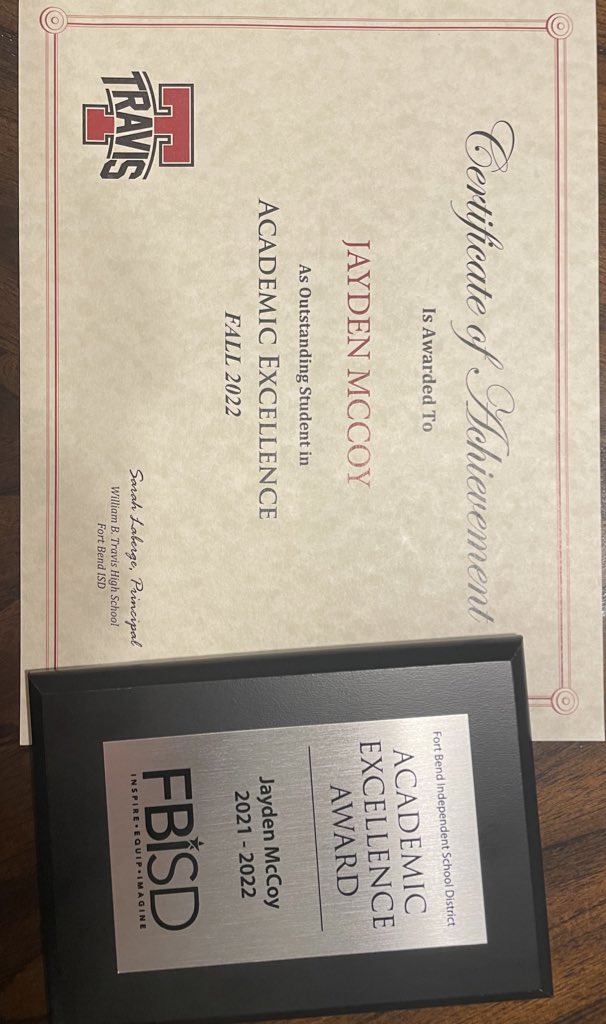 Certificate of Achievement
Is Awarded To
JAYDEN MCCOY
As Outstanding Student in
ACADEMIC EXCELLENCE
FALL 2022
Sarah Laberge, Principal
William B. Travis High School
Fort Bend ISD
T
TRAVIS
Fort Bend Independent School District
ACADEMIC
EXCELLENCE
AWARD
Jayden McCoy
2021 - 2022
FBISD
INSPIRE•EQUIP•IMAGINE